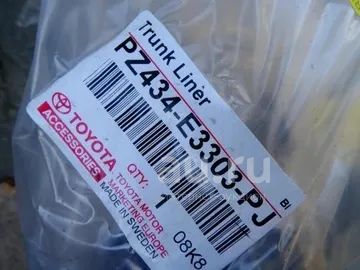 Trunk Liner
PZ434-E3303-PJ
TOYOTA
ACCESSORIES
QTY:
1
TOYOTA MOTOR
MARKETING EUROPE
MADE IN SWEDEN
08K8